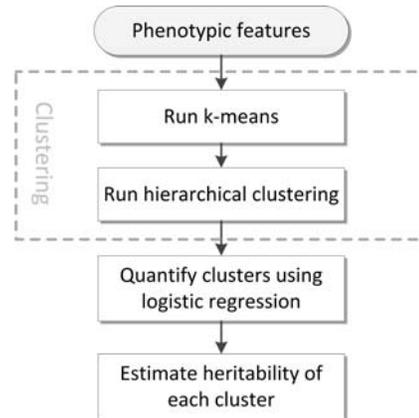 Phenotypic features
Clustering
Run k-means
Run hierarchical clustering
Quantify clusters using
logistic regression
Estimate heritability of
each cluster